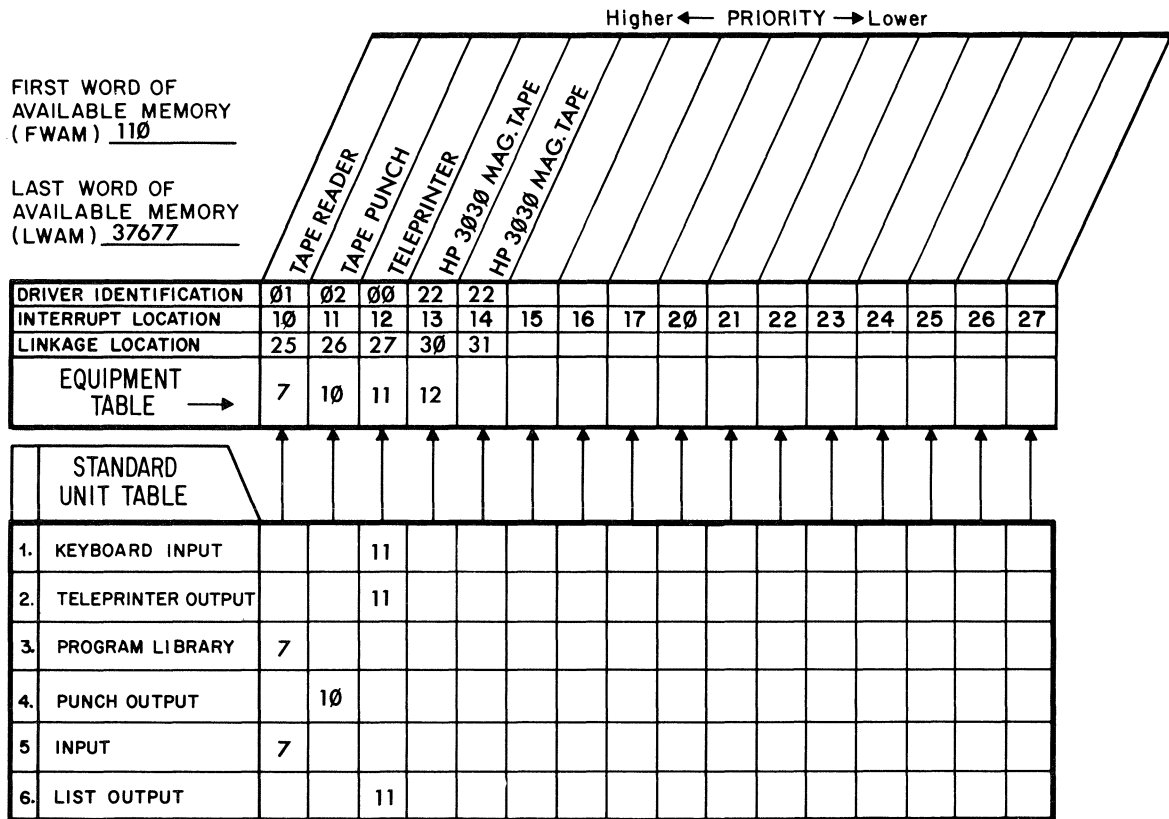 Higher ← PRIORITY → Lower
FIRST WORD OF
AVAILABLE MEMORY
(FWAM) 11Ø
LAST WORD OF
AVAILABLE MEMORY
(LWAM) 37677
TAPE READER
TAPE PUNCH
TELEPRINTER
HP 3Ø3Ø MAG. TAPE
HP 3Ø3Ø MAG. TAPE
DRIVER IDENTIFICATION Ø1 Ø2 ØØ 22 22
INTERRUPT LOCATION 1Ø 11 12 13 14 15 16 17 2Ø 21 22 23 24 25 26 27
LINKAGE LOCATION 25 26 27 3Ø 31
EQUIPMENT
TABLE → 7 1Ø 11 12
STANDARD
UNIT TABLE
1. KEYBOARD INPUT 11
2. TELEPRINTER OUTPUT 11
3. PROGRAM LIBRARY 7
4. PUNCH OUTPUT 1Ø
5 INPUT 7
6. LIST OUTPUT 11